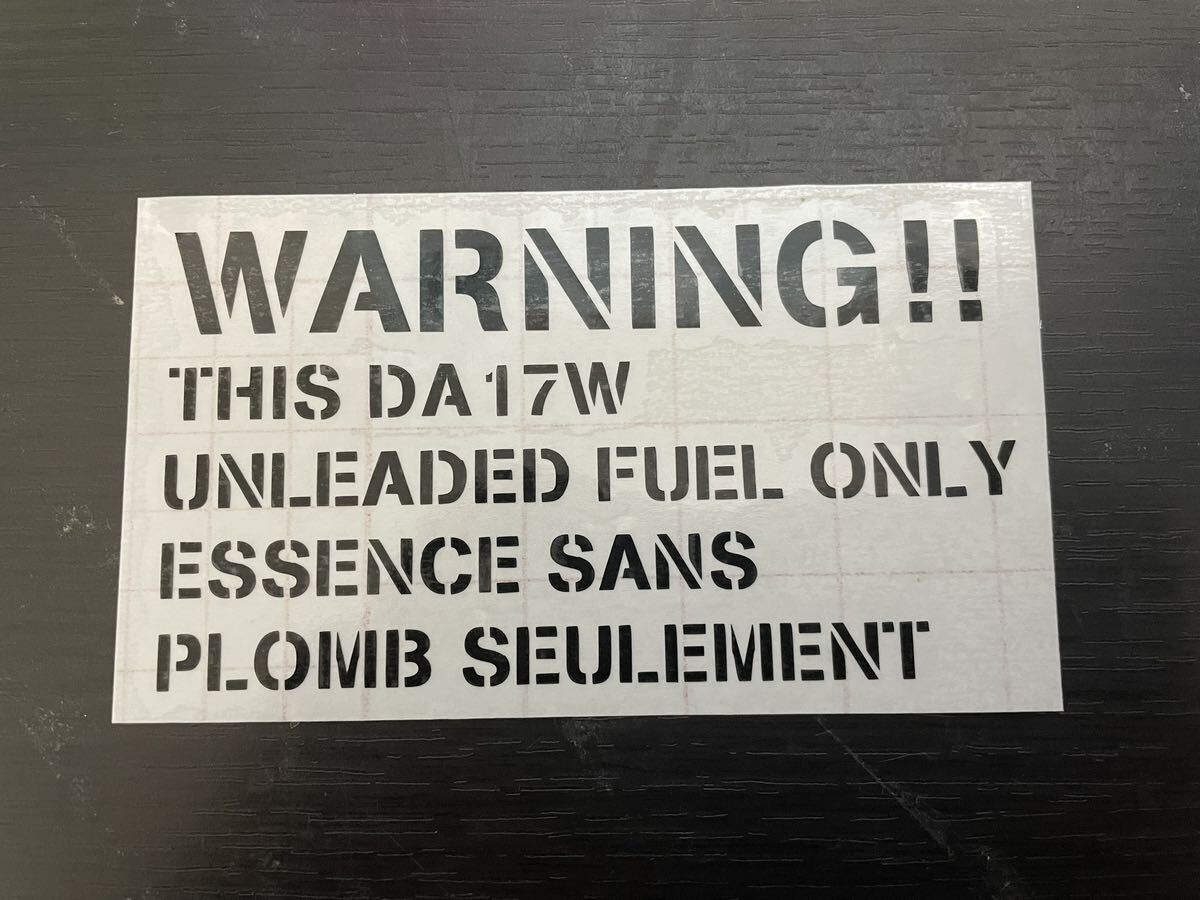 WARNING!!
THIS DA17W
UNLEADED FUEL ONLY
ESSENCE SANS
PLOMB SEULEMENT